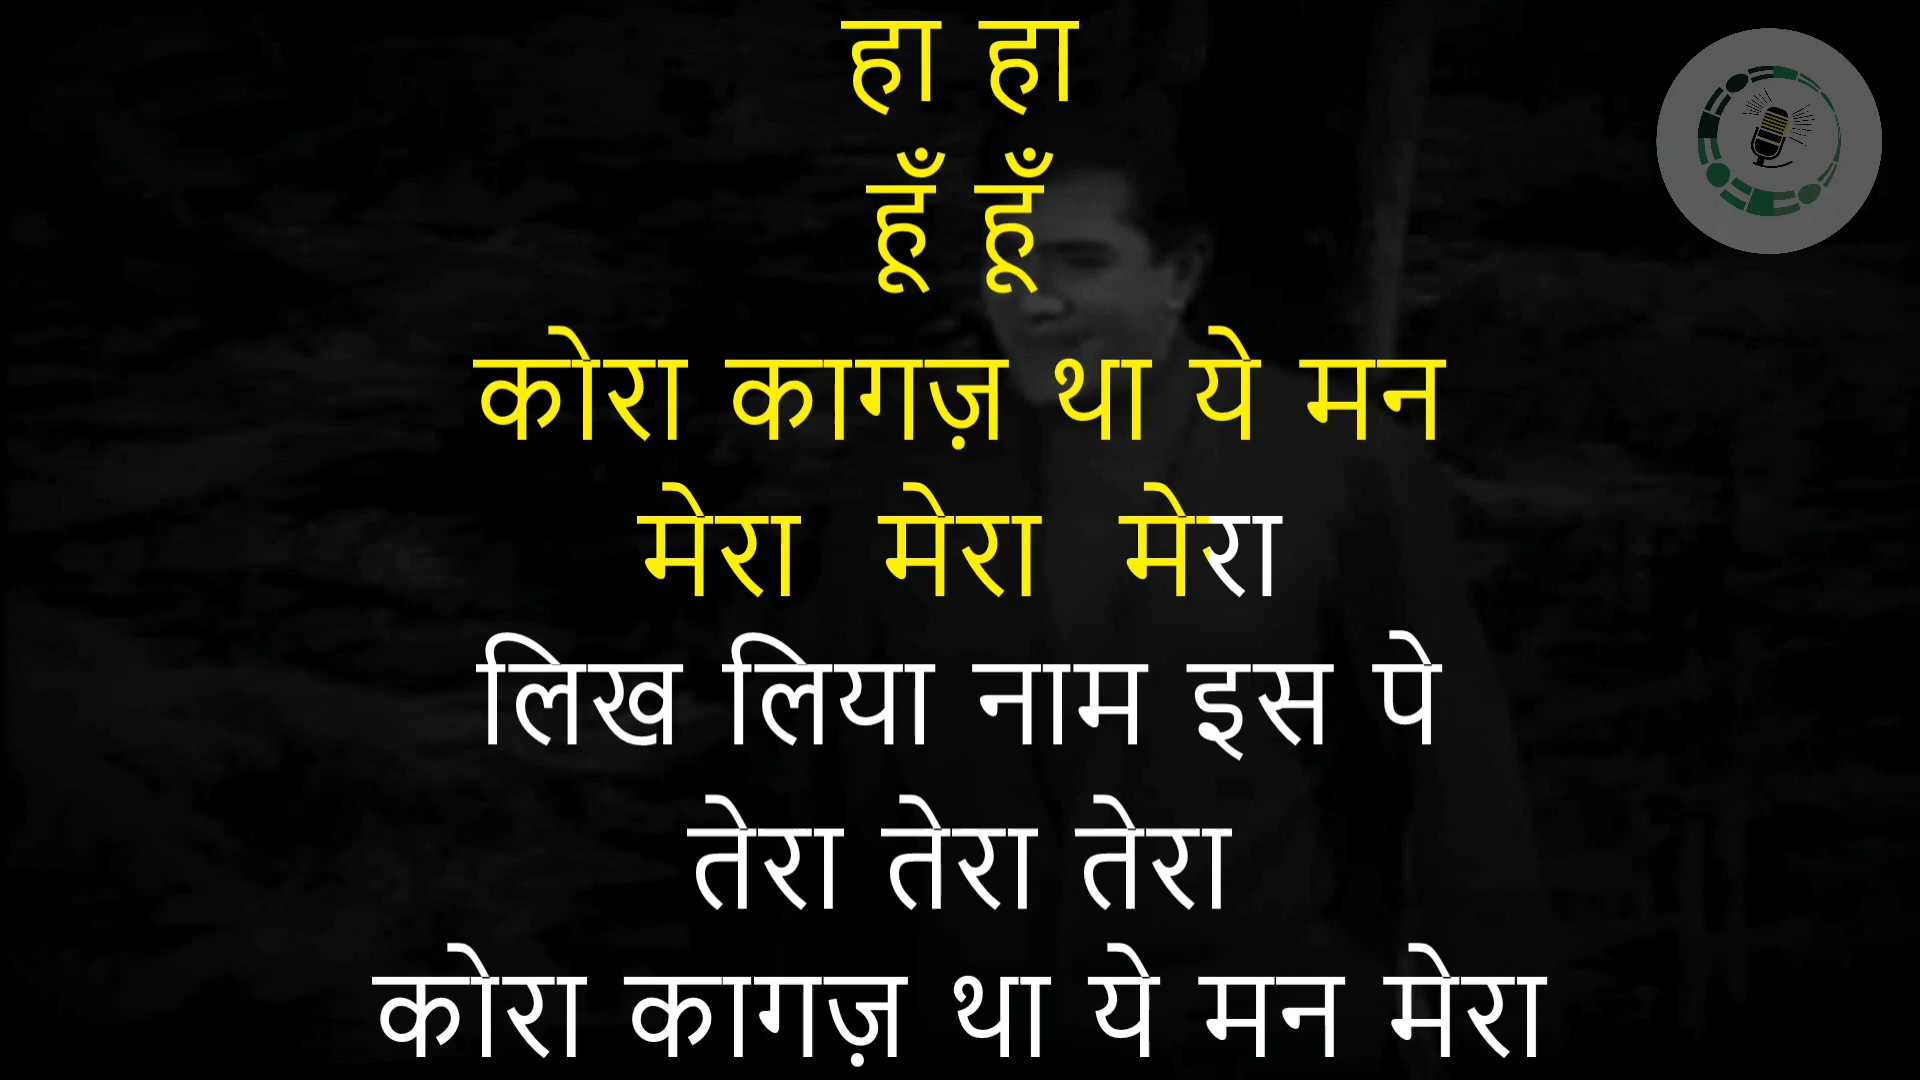 हा हा
हूँ हूँ
कोरा कागज़ था ये मन
मेरा मेरा मेरा
लिख लिया नाम इस पे
तेरा तेरा तेरा
कोरा कागज़ था ये मन मेरा